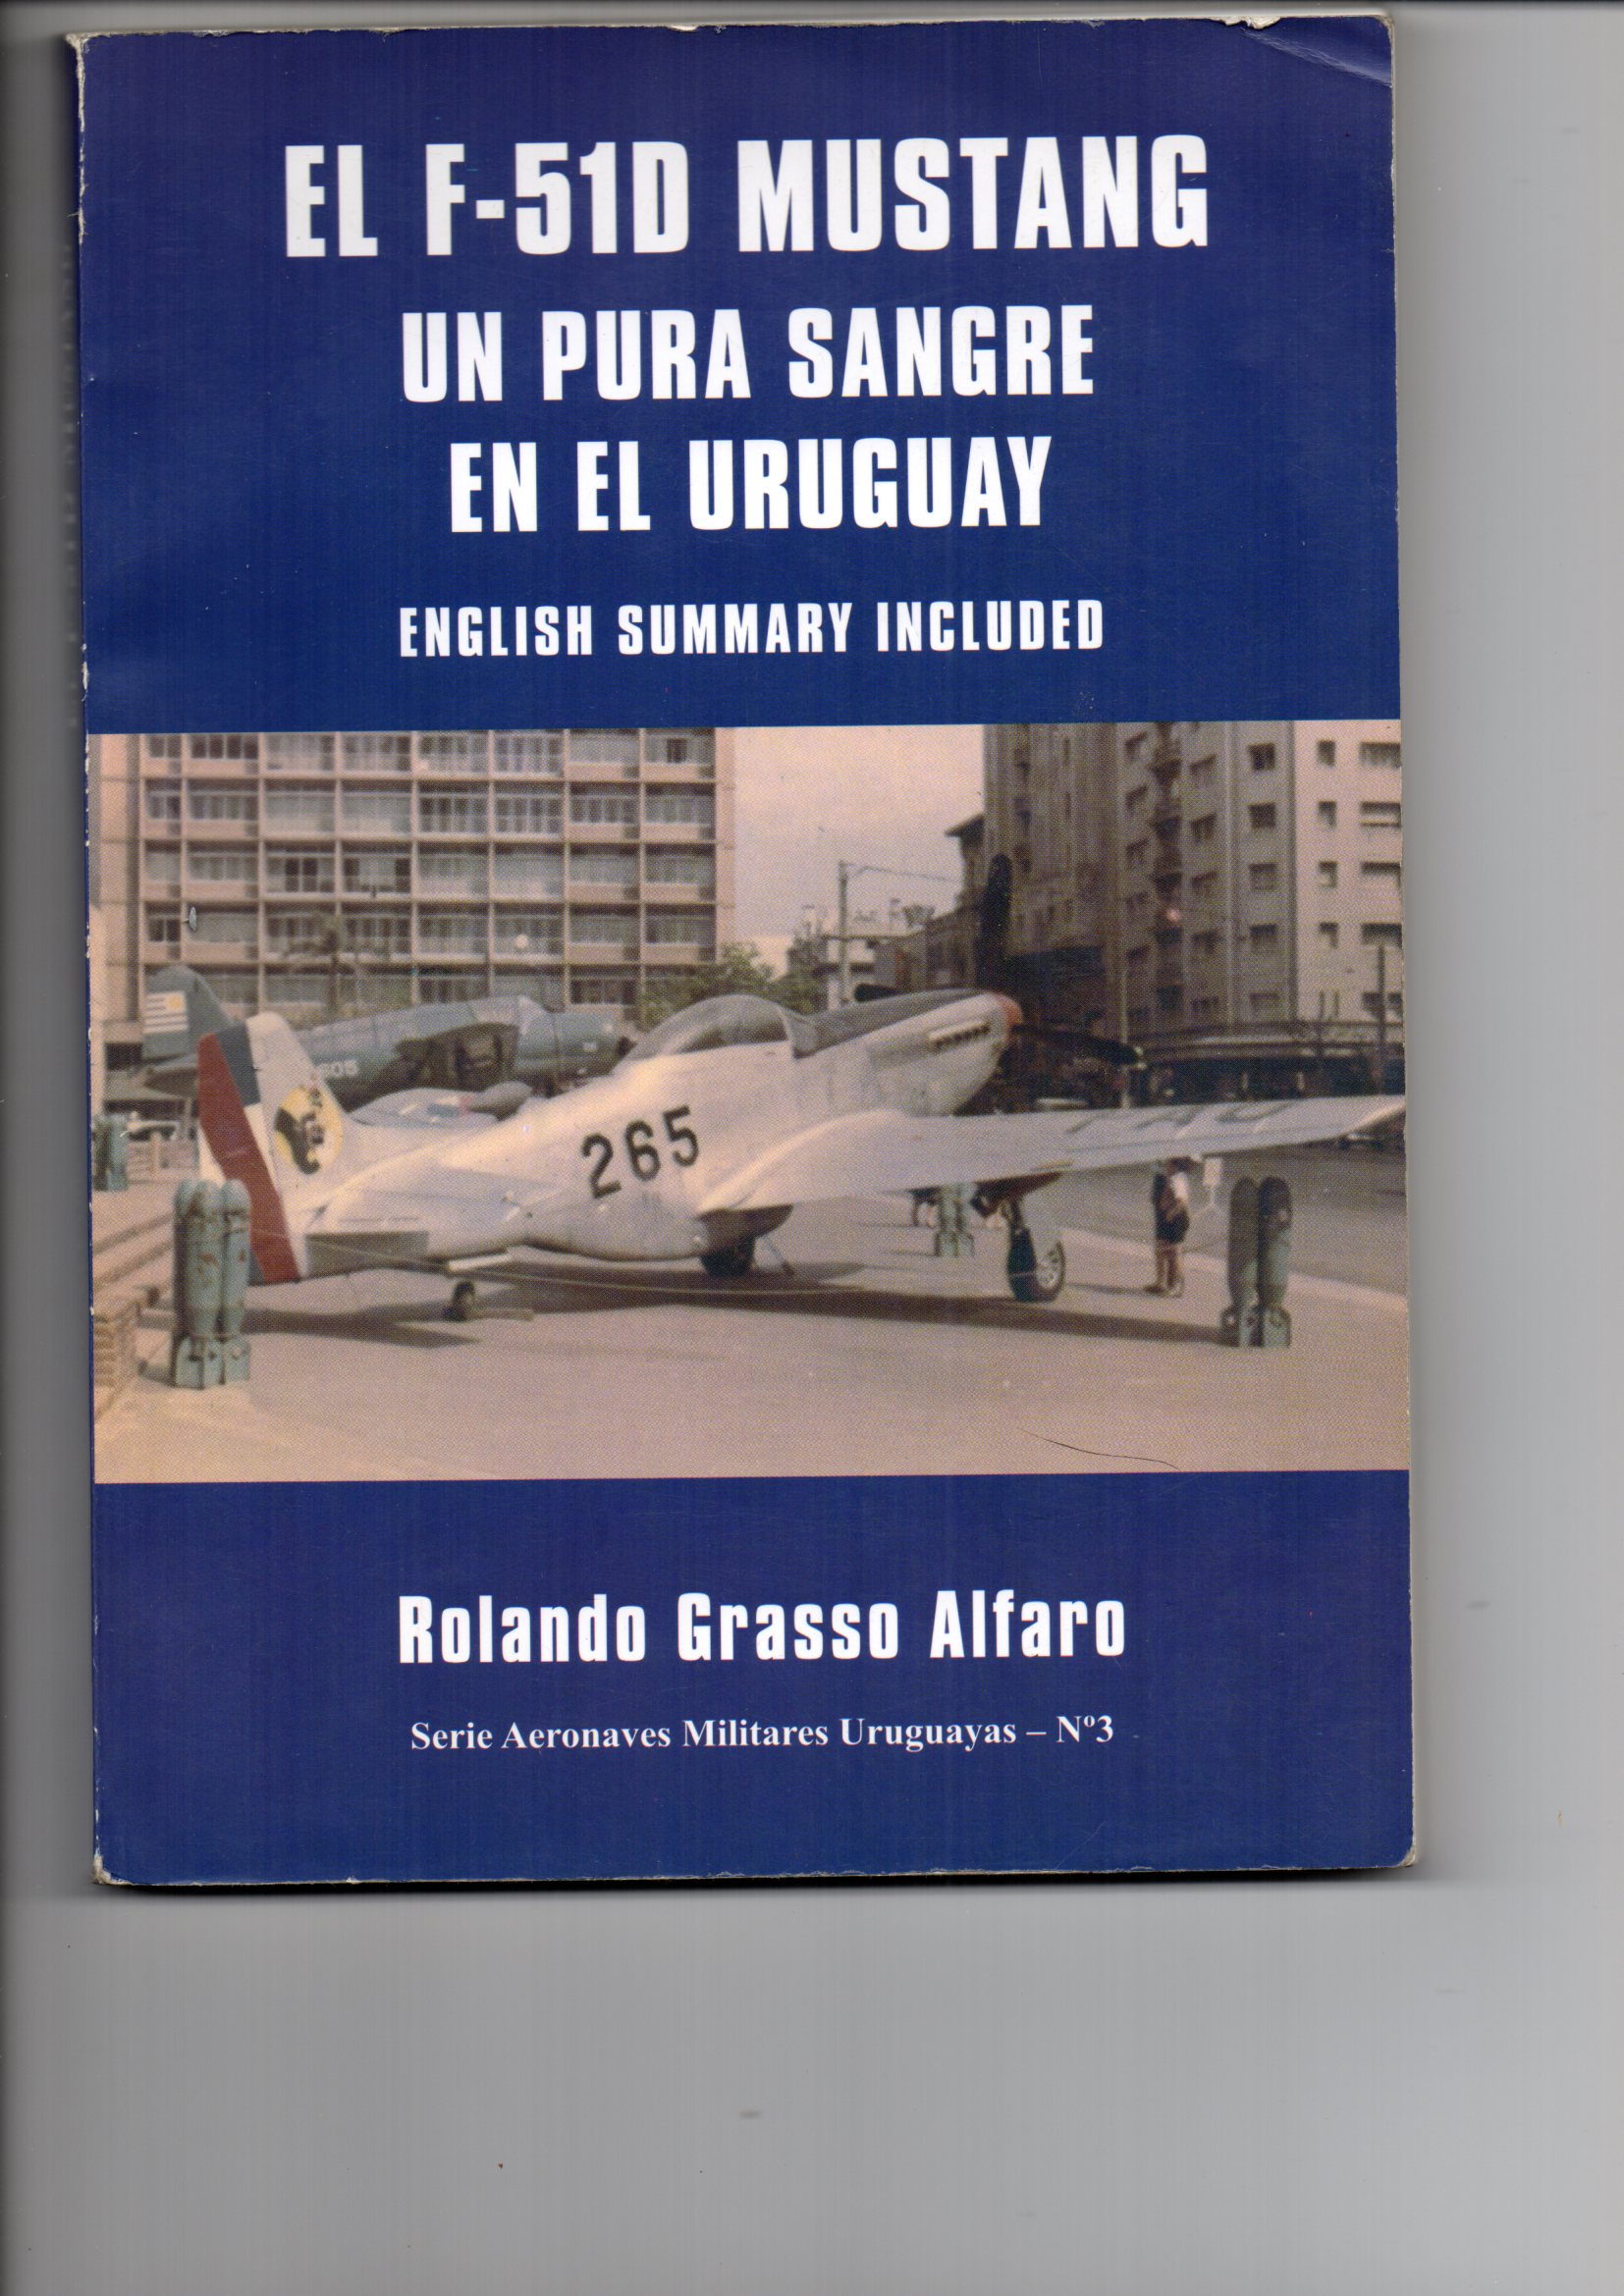 EL F-51D MUSTANG
UN PURA SANGRE
EN EL URUGUAY
ENGLISH SUMMARY INCLUDED
265
Rolando Grasso Alfaro
Serie Aeronaves Militares Uruguayas – Nº3